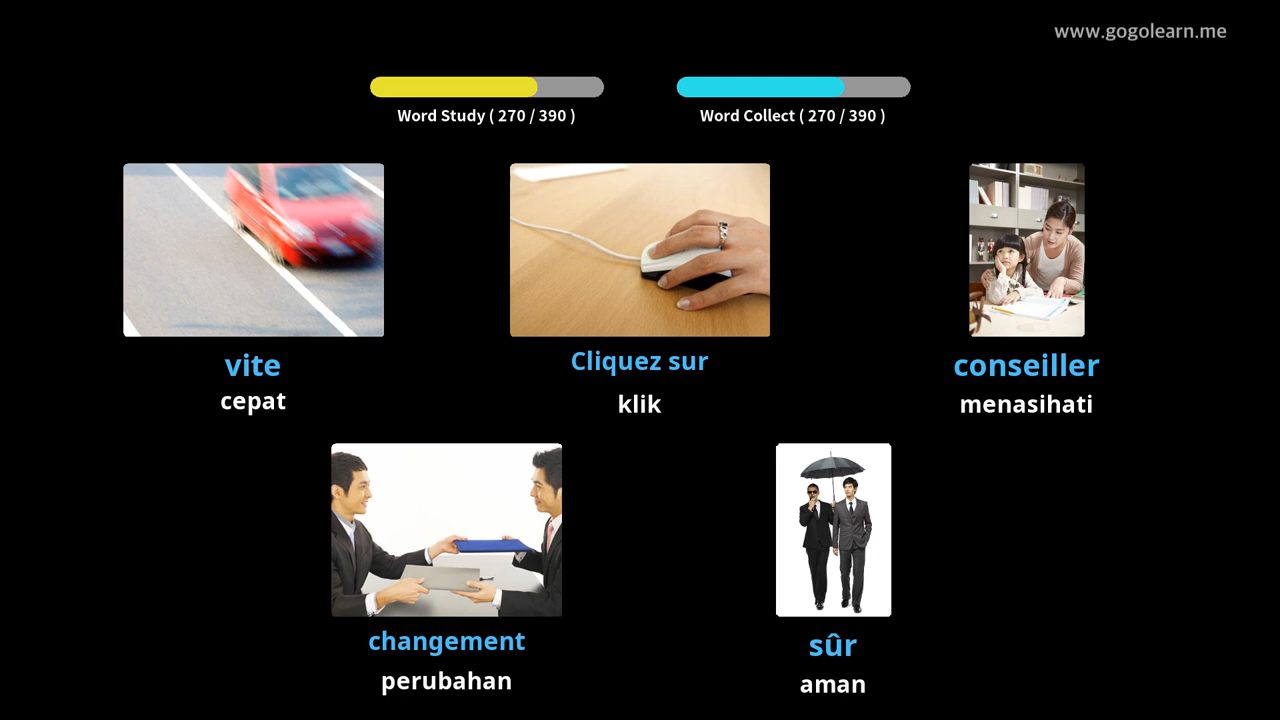 www.gogolearn.me
Word Study ( 270 / 390 )
Word Collect ( 270 / 390 )
vite
cepat
Cliquez sur
klik
conseiller
menasihati
changement
perubahan
sûr
aman